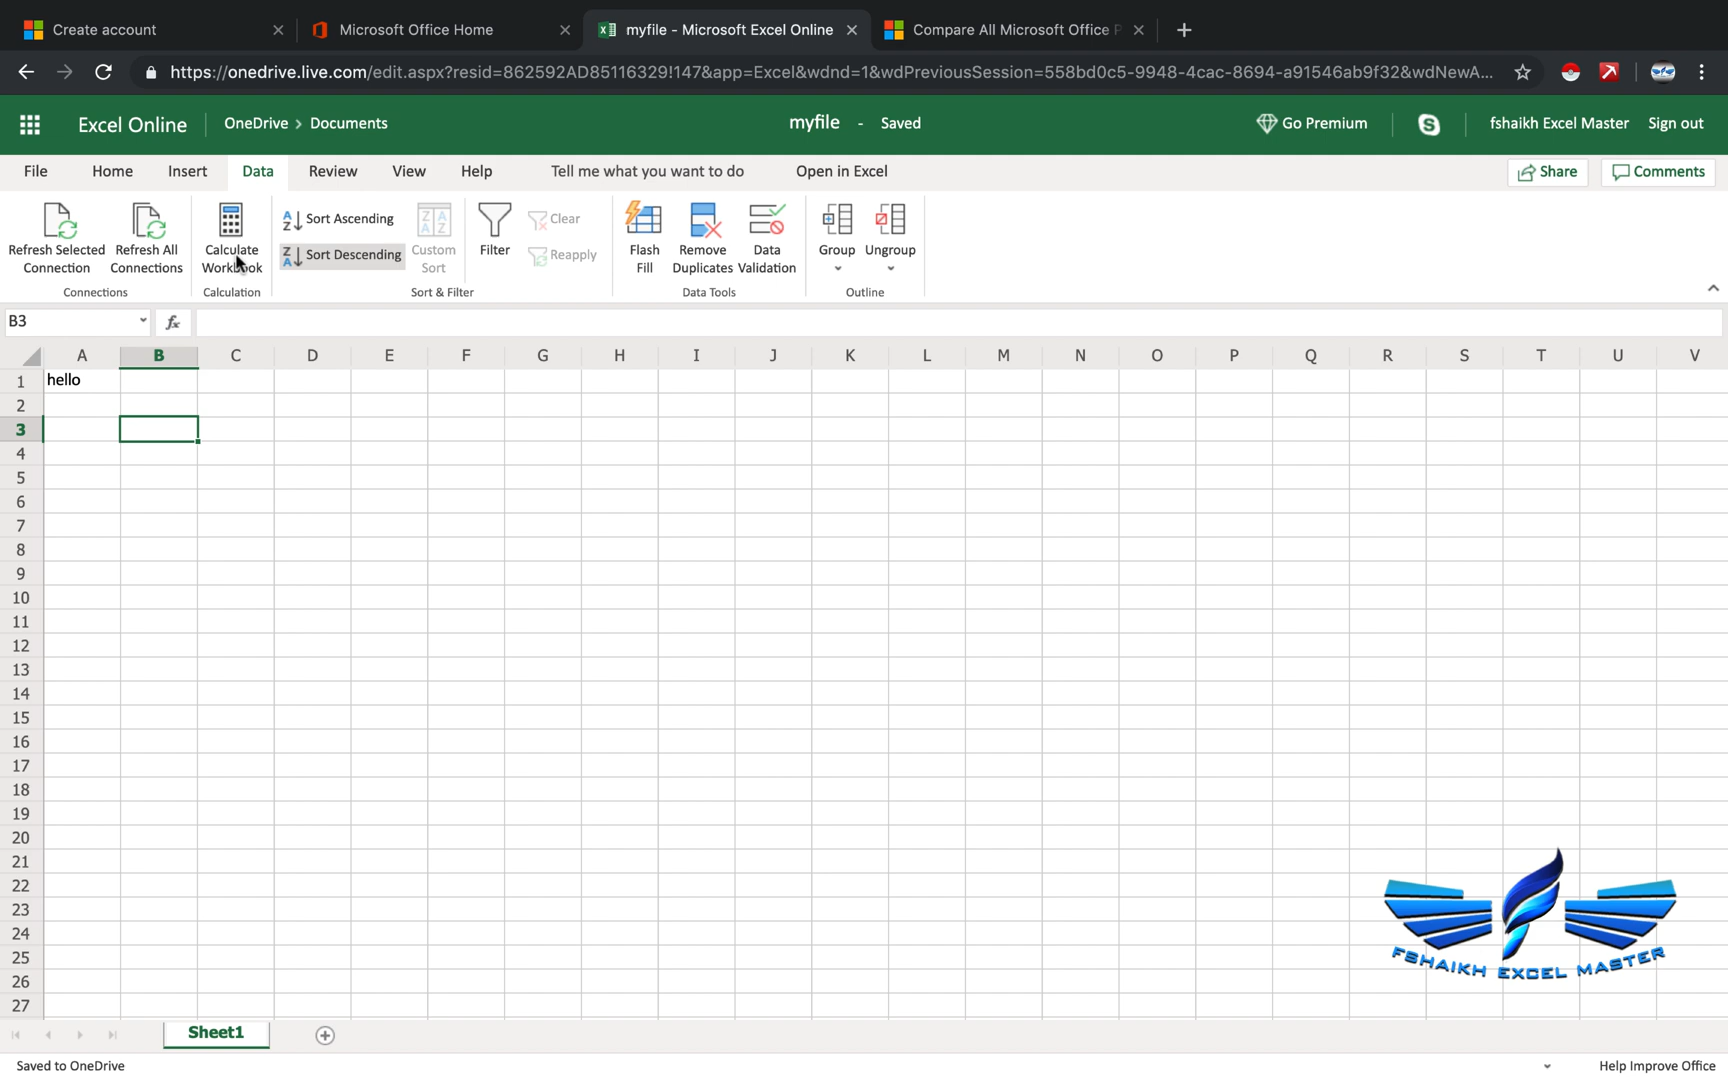 Create account
Microsoft Office Home
myfile - Microsoft Excel Online
Compare All Microsoft Office P
https://onedrive.live.com/edit.aspx?resid=862592AD85116329!147&app=Excel&wdnd=1&wdPreviousSession=558bd0c5-9948-4cac-8694-a91546ab9f32&wdNewA...
Excel Online
OneDrive > Documents
myfile - Saved
Go Premium
fshaikh Excel Master
Sign out
File Home Insert Data Review View Help Tell me what you want to do Open in Excel
Share
Comments
Refresh Selected
Connection
Refresh All
Connections
Connections
Calculate
Workbook
Calculation
Sort Ascending
Sort Descending
Custom
Sort
Filter
Clear
Reapply
Sort & Filter
Flash
Fill
Remove
Duplicates
Data
Validation
Data Tools
Group
Ungroup
Outline
B3
fx
A B C D E F G H I J K L M N O P Q R S T U V
1 hello
2
3
4
5
6
7
8
9
10
11
12
13
14
15
16
17
18
19
20
21
22
23
24
25
26
27
FSHAIKH EXCEL MASTER
Sheet1
Saved to OneDrive
Help Improve Office